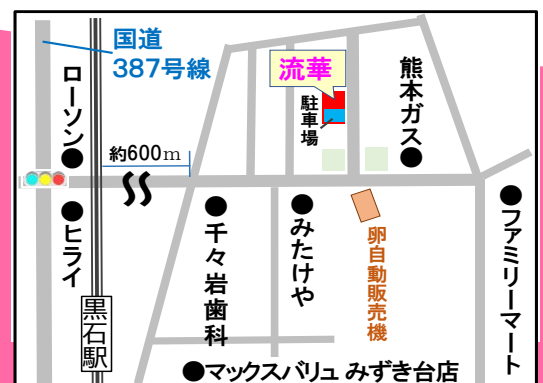 国道
387号線
ローソン
約600m
ヒライ
黒石駅
流華
駐車場
熊本ガス
千々岩歯科
みたけや
卵自動販売機
ファミリーマート
マックスバリュ みずき台店